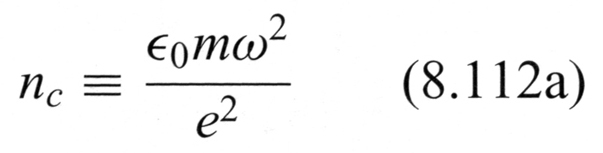 n_c ≡ ϵ₀mω² / e² (8.112a)